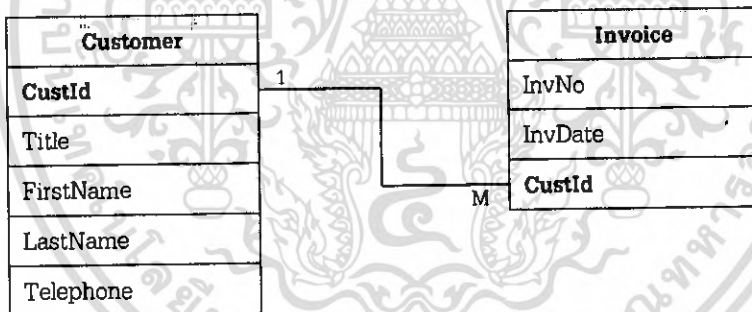 Customer
CustId
Title
FirstName
LastName
Telephone
1
M
Invoice
InvNo
InvDate
CustId